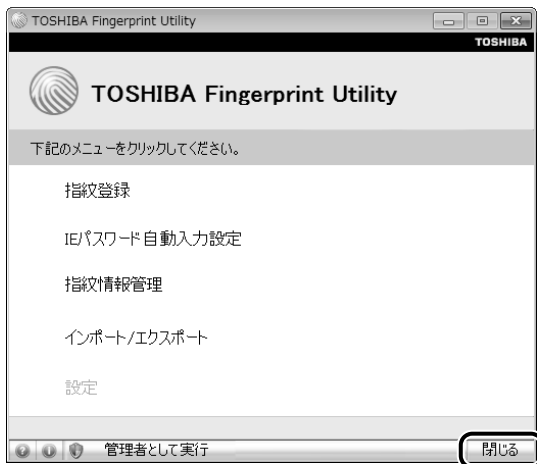 TOSHIBA Fingerprint Utility
TOSHIBA
TOSHIBA Fingerprint Utility
下記のメニューをクリックしてください。
指紋登録
IEパスワード自動入力設定
指紋情報管理
インポート/エクスポート
設定
管理者として実行
閉じる